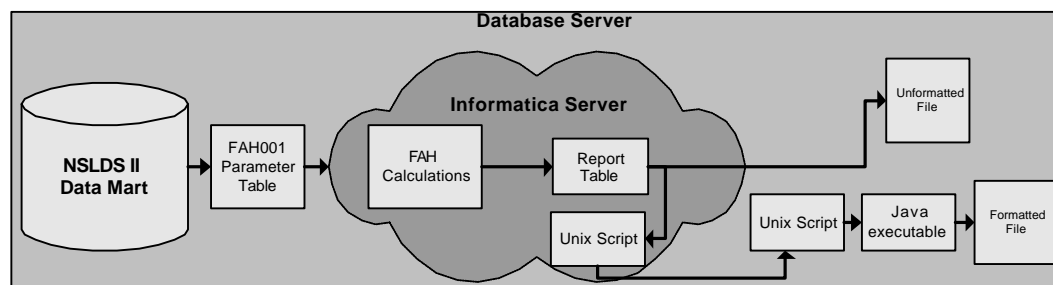 Database Server
Informatica Server
NSLDS II
Data Mart
FAH001
Parameter
Table
FAH
Calculations
Report
Table
Unix Script
Unformatted
File
Unix Script
Java
executable
Formatted
File